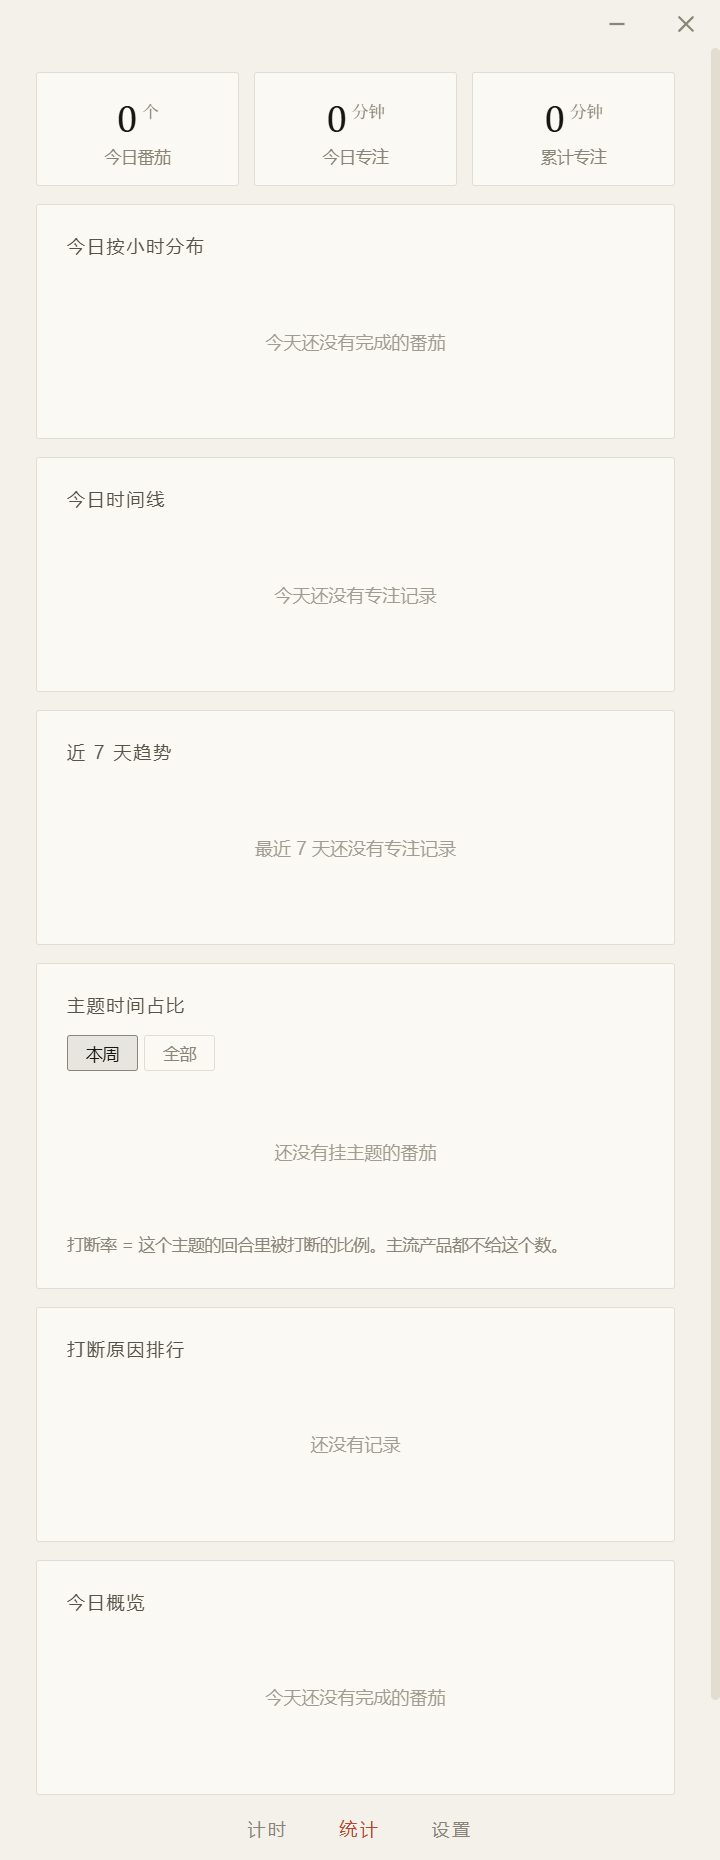 0 个
今日番茄
0 分钟
今日专注
0 分钟
累计专注
今日按小时分布
今天还没有完成的番茄
今日时间线
今天还没有专注记录
近 7 天趋势
最近 7 天还没有专注记录
主题时间占比
本周 全部
还没有挂主题的番茄
打断率 = 这个主题的回合里被打断的比例。主流产品都不给这个数。
打断原因排行
还没有记录
今日概览
今天还没有完成的番茄
计时 统计 设置